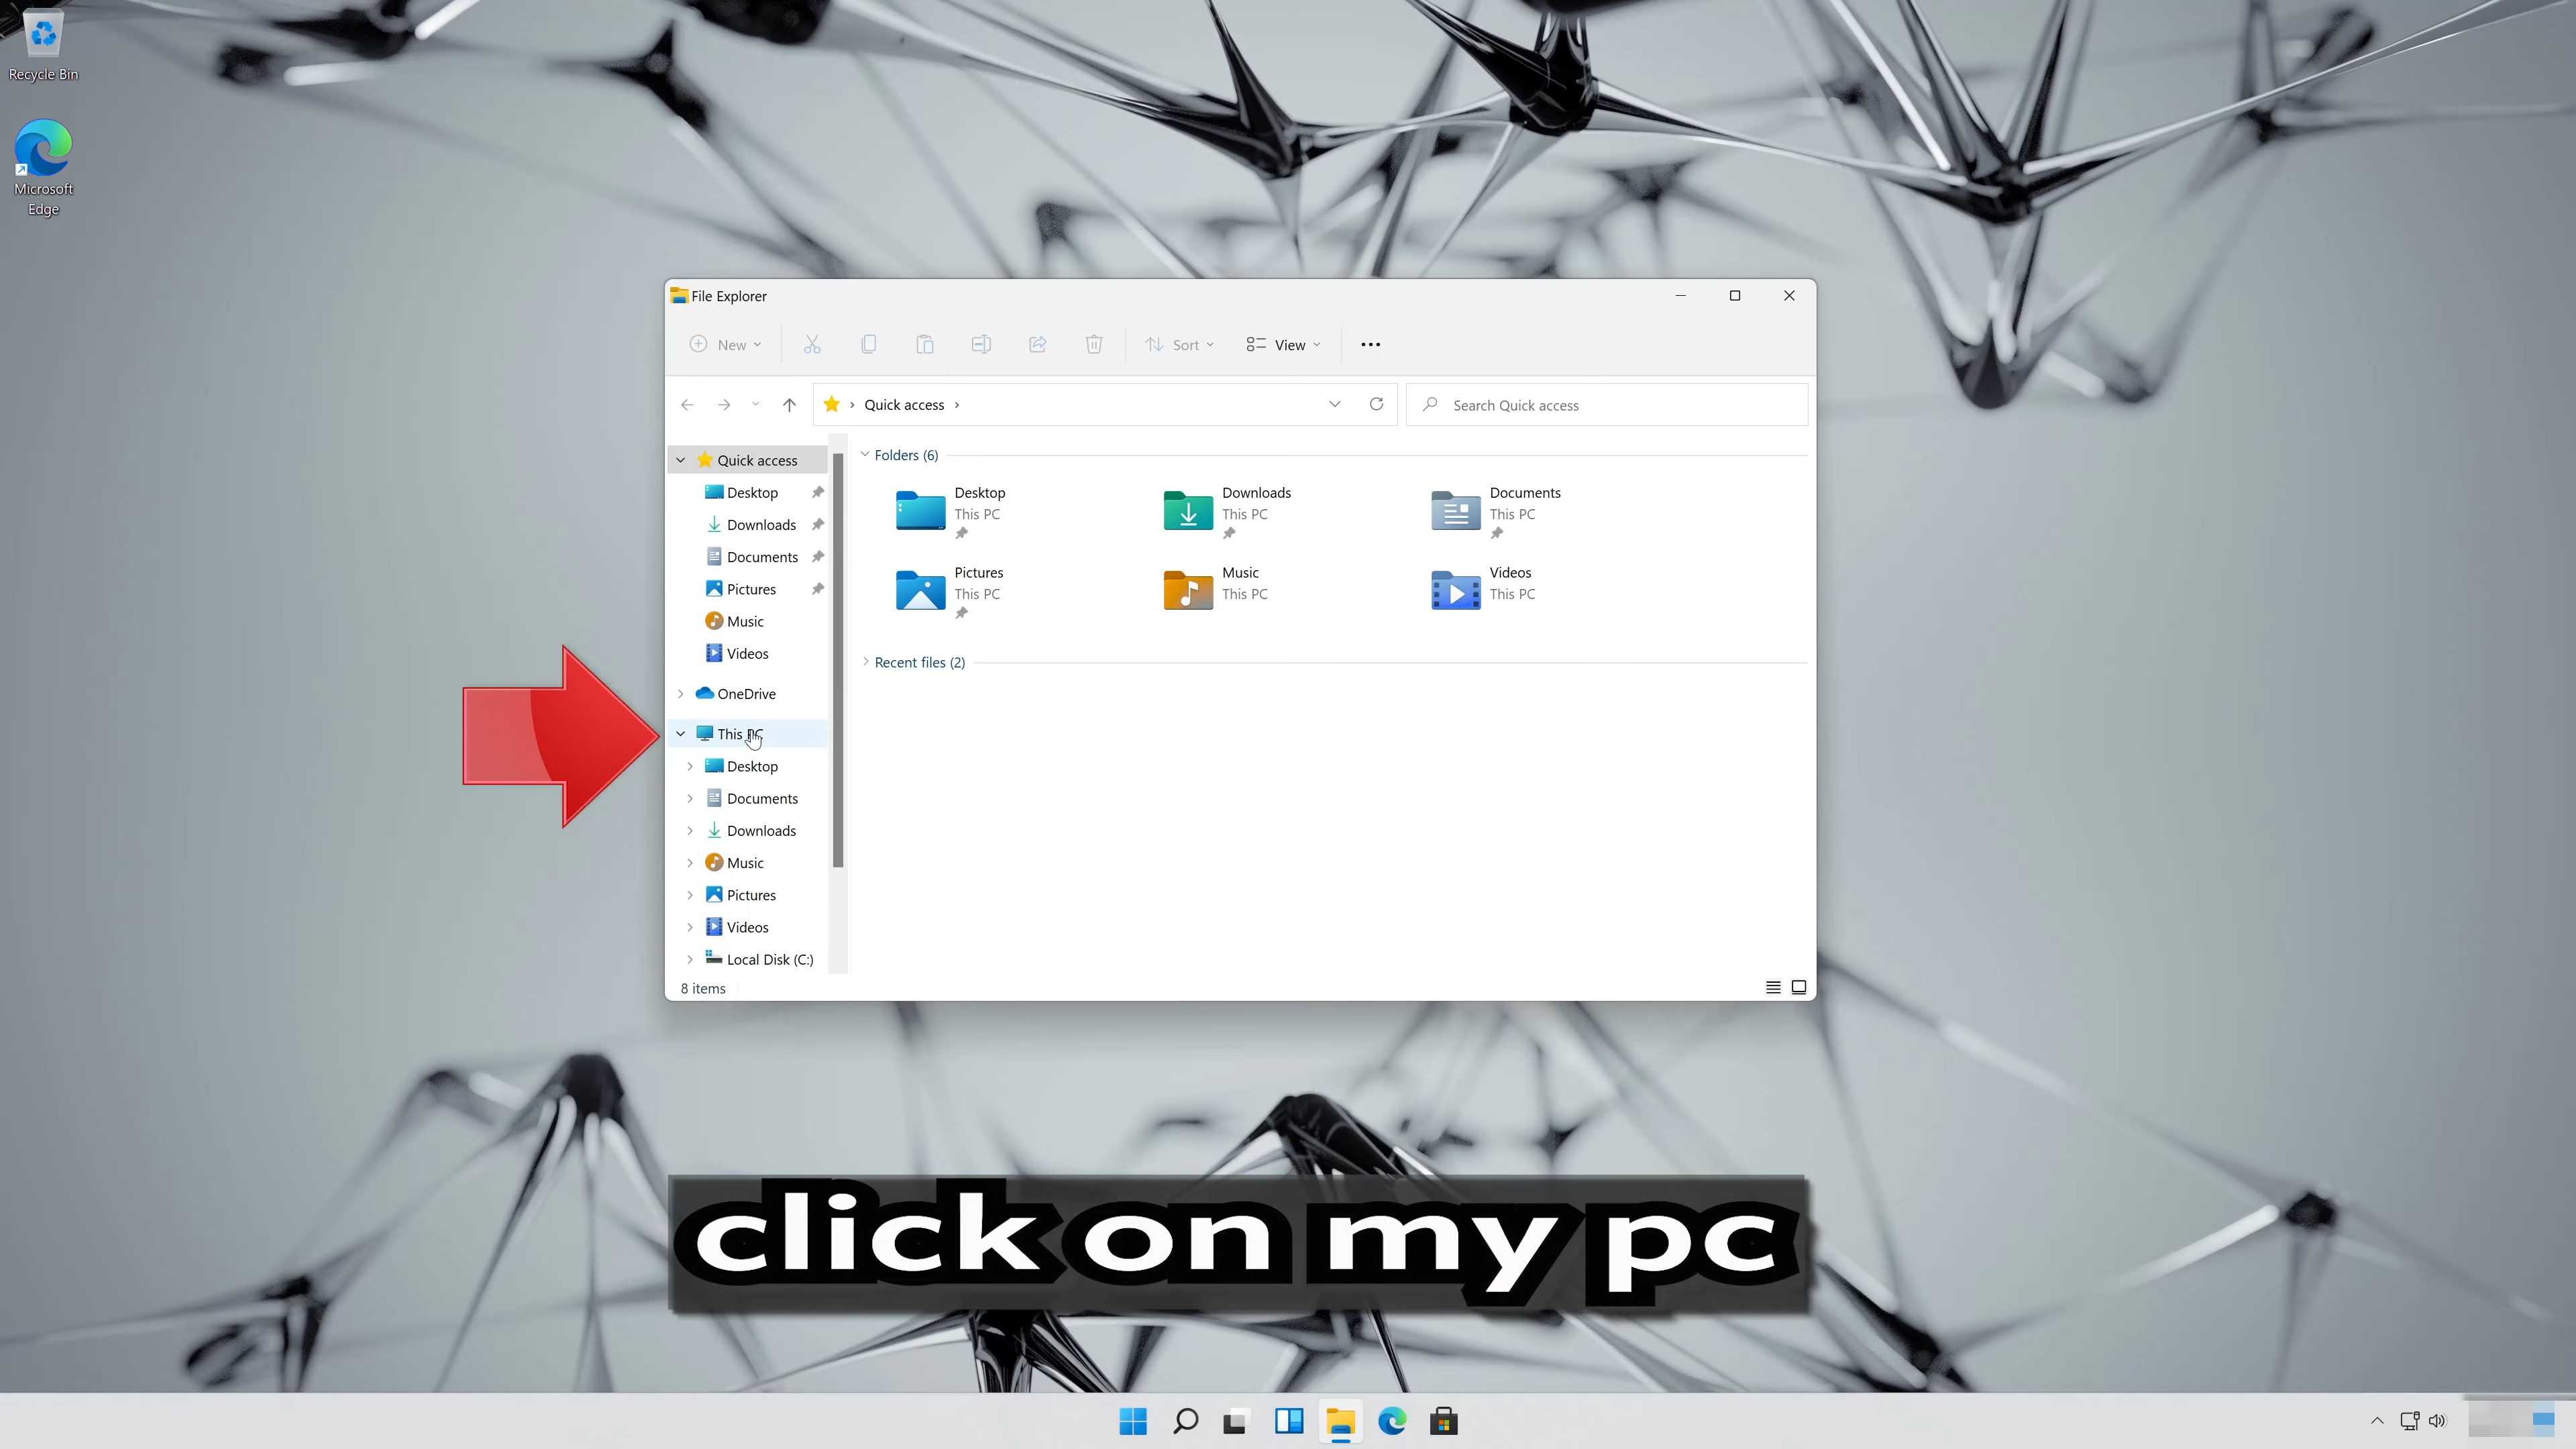 Recycle Bin
Microsoft
Edge
File Explorer
New
Sort
View
Quick access
Search Quick access
Quick access
Desktop
Downloads
Documents
Pictures
Music
Videos
OneDrive
This PC
Desktop
Documents
Downloads
Music
Pictures
Videos
Local Disk (C:)
Folders (6)
Desktop
This PC
Downloads
This PC
Documents
This PC
Pictures
This PC
Music
This PC
Videos
This PC
Recent files (2)
8 items
click on my pc